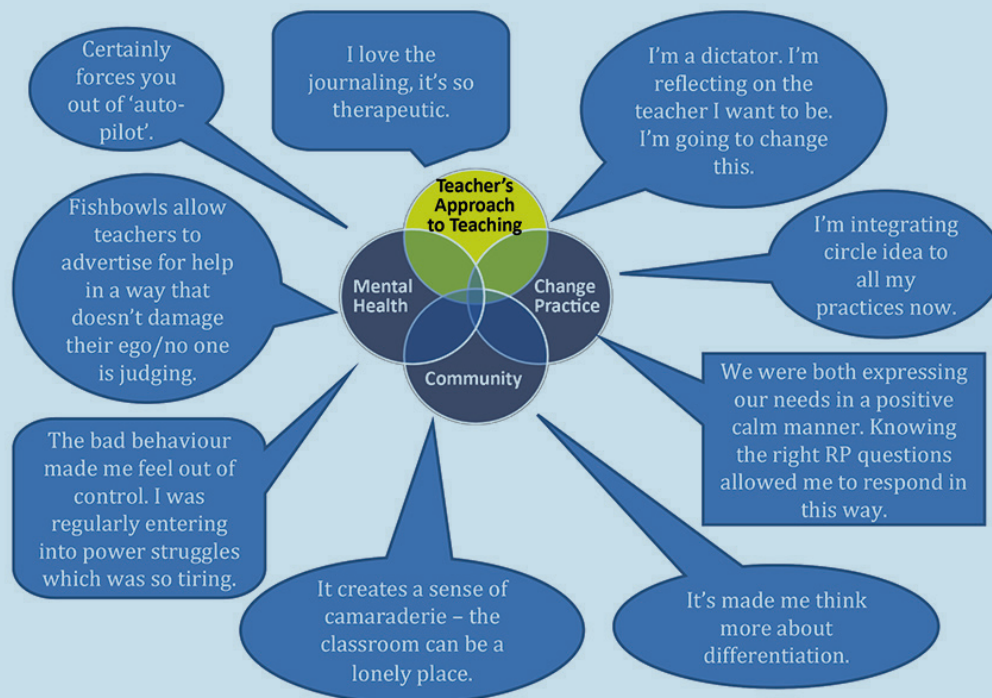 Certainly
forces you
out of ‘auto-
pilot’.
I love the
journaling, it’s so
therapeutic.
I’m a dictator. I’m
reflecting on the
teacher I want to be.
I’m going to change
this.
Fishbowls allow
teachers to
advertise for help
in a way that
doesn’t damage
their ego/no one
is judging.
Teacher’s
Approach
to Teaching
Mental
Health
Change
Practice
Community
I’m integrating
circle idea to
all my
practices now.
The bad behaviour
made me feel out of
control. I was
regularly entering
into power struggles
which was so tiring.
We were both expressing
our needs in a positive
calm manner. Knowing
the right RP questions
allowed me to respond in
this way.
It creates a sense of
camaraderie – the
classroom can be a
lonely place.
It’s made me think
more about
differentiation.